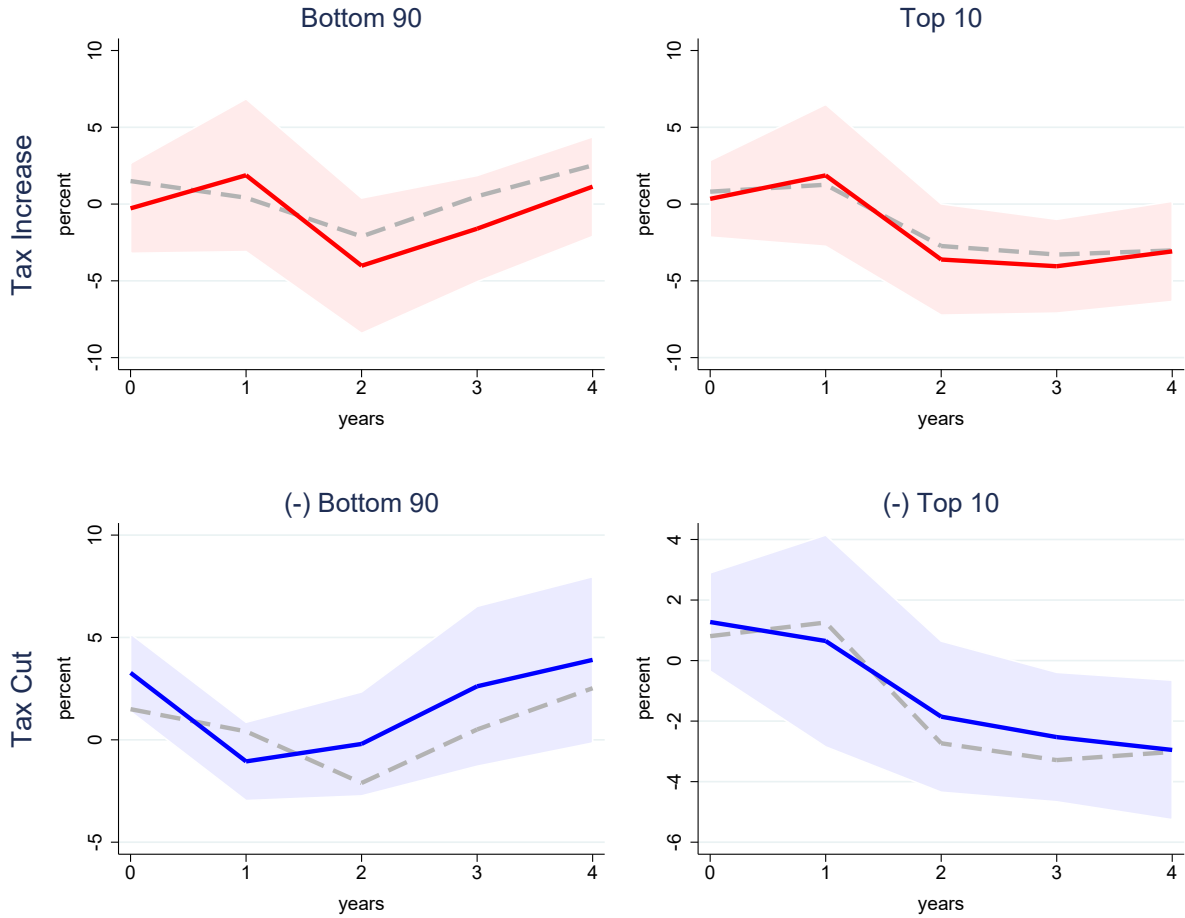 Bottom 90
Top 10
Tax Increase
percent
10
5
0
-5
-10
0 1 2 3 4
years
percent
10
5
0
-5
-10
0 1 2 3 4
years
(-) Bottom 90
(-) Top 10
Tax Cut
percent
10
5
0
-5
0 1 2 3 4
years
percent
4
2
0
-2
-4
-6
0 1 2 3 4
years